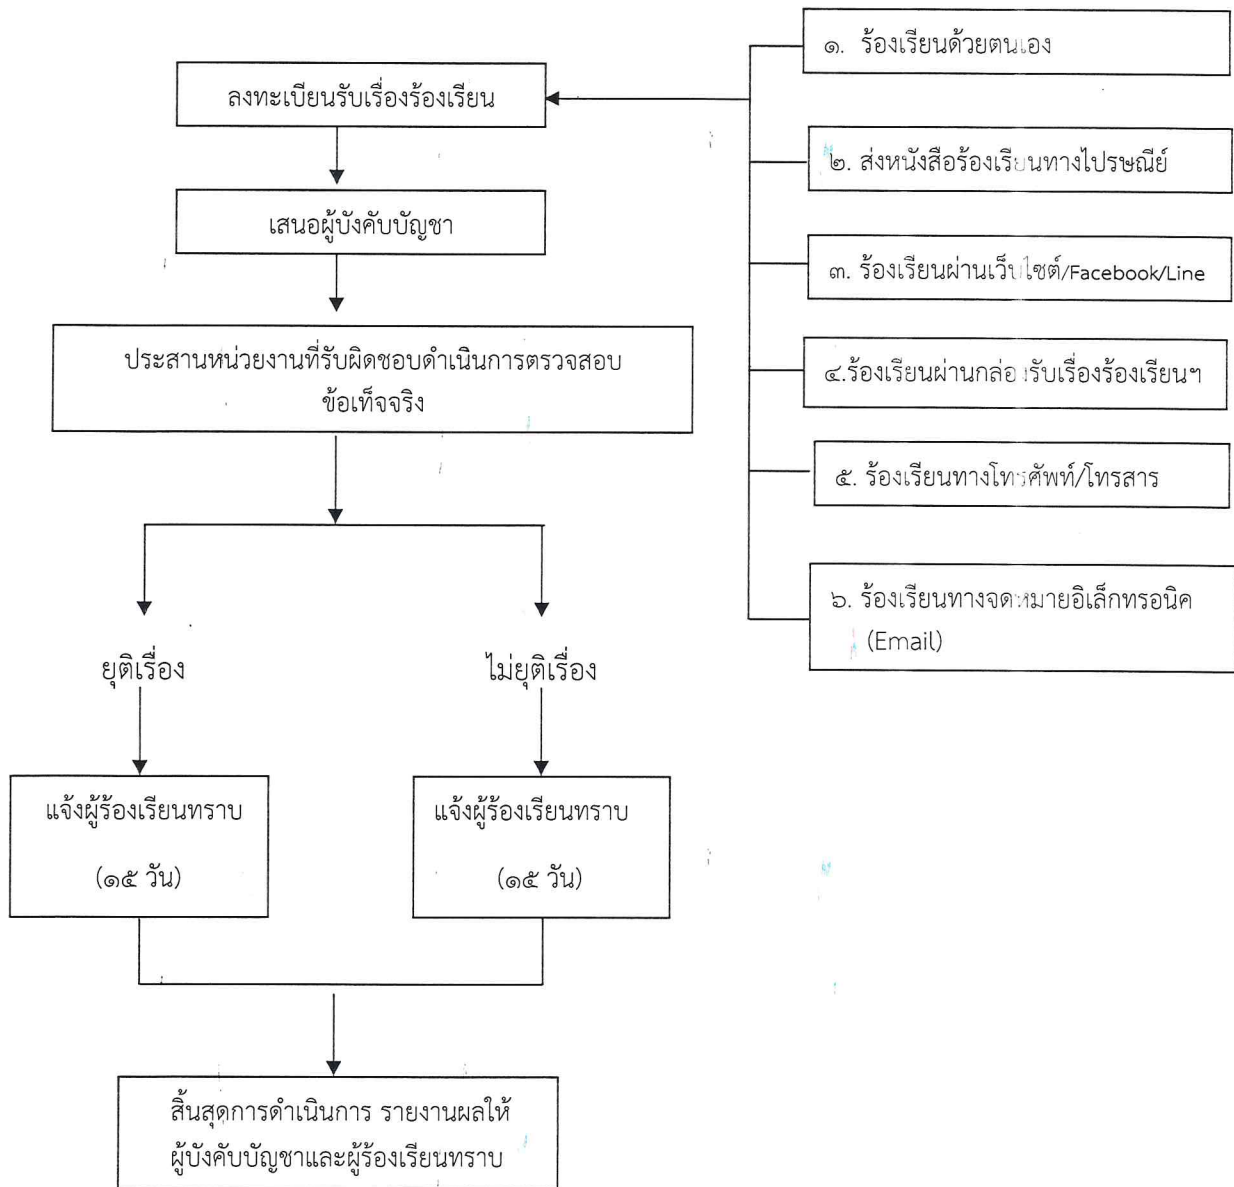 ลงทะเบียนรับเรื่องร้องเรียน
เสนอผู้บังคับบัญชา
ประสานหน่วยงานที่รับผิดชอบดำเนินการตรวจสอบ
ข้อเท็จจริง
ยุติเรื่อง
ไม่ยุติเรื่อง
แจ้งผู้ร้องเรียนทราบ
(๑๕ วัน)
แจ้งผู้ร้องเรียนทราบ
(๑๕ วัน)
สิ้นสุดการดำเนินการ รายงานผลให้
ผู้บังคับบัญชาและผู้ร้องเรียนทราบ
๑. ร้องเรียนด้วยตนเอง
๒. ส่งหนังสือร้องเรียนทางไปรษณีย์
๓. ร้องเรียนผ่านเว็บไซต์/Facebook/Line
๔.ร้องเรียนผ่านกล่องรับเรื่องร้องเรียนฯ
๕. ร้องเรียนทางโทรศัพท์/โทรสาร
๖. ร้องเรียนทางจดหมายอิเล็กทรอนิค
(Email)